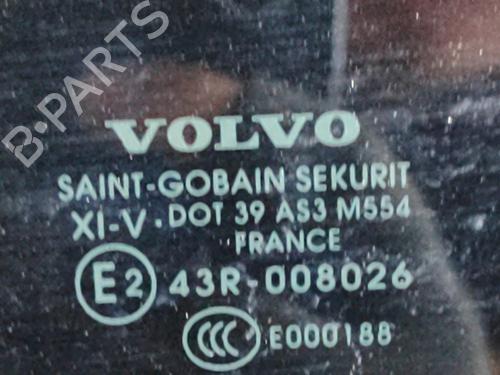 B-PARTS
VOLVO
SAINT-GOBAIN SEKURIT
XI-V · DOT 39 AS3 M554
FRANCE
E2 43R-008026
CCC E000188